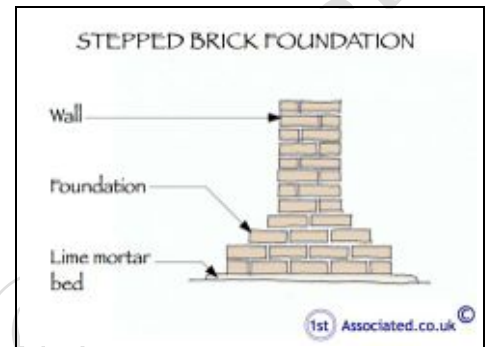 STEPPED BRICK FOUNDATION
Wall
Foundation
Lime mortar
bed
1st Associated.co.uk ©